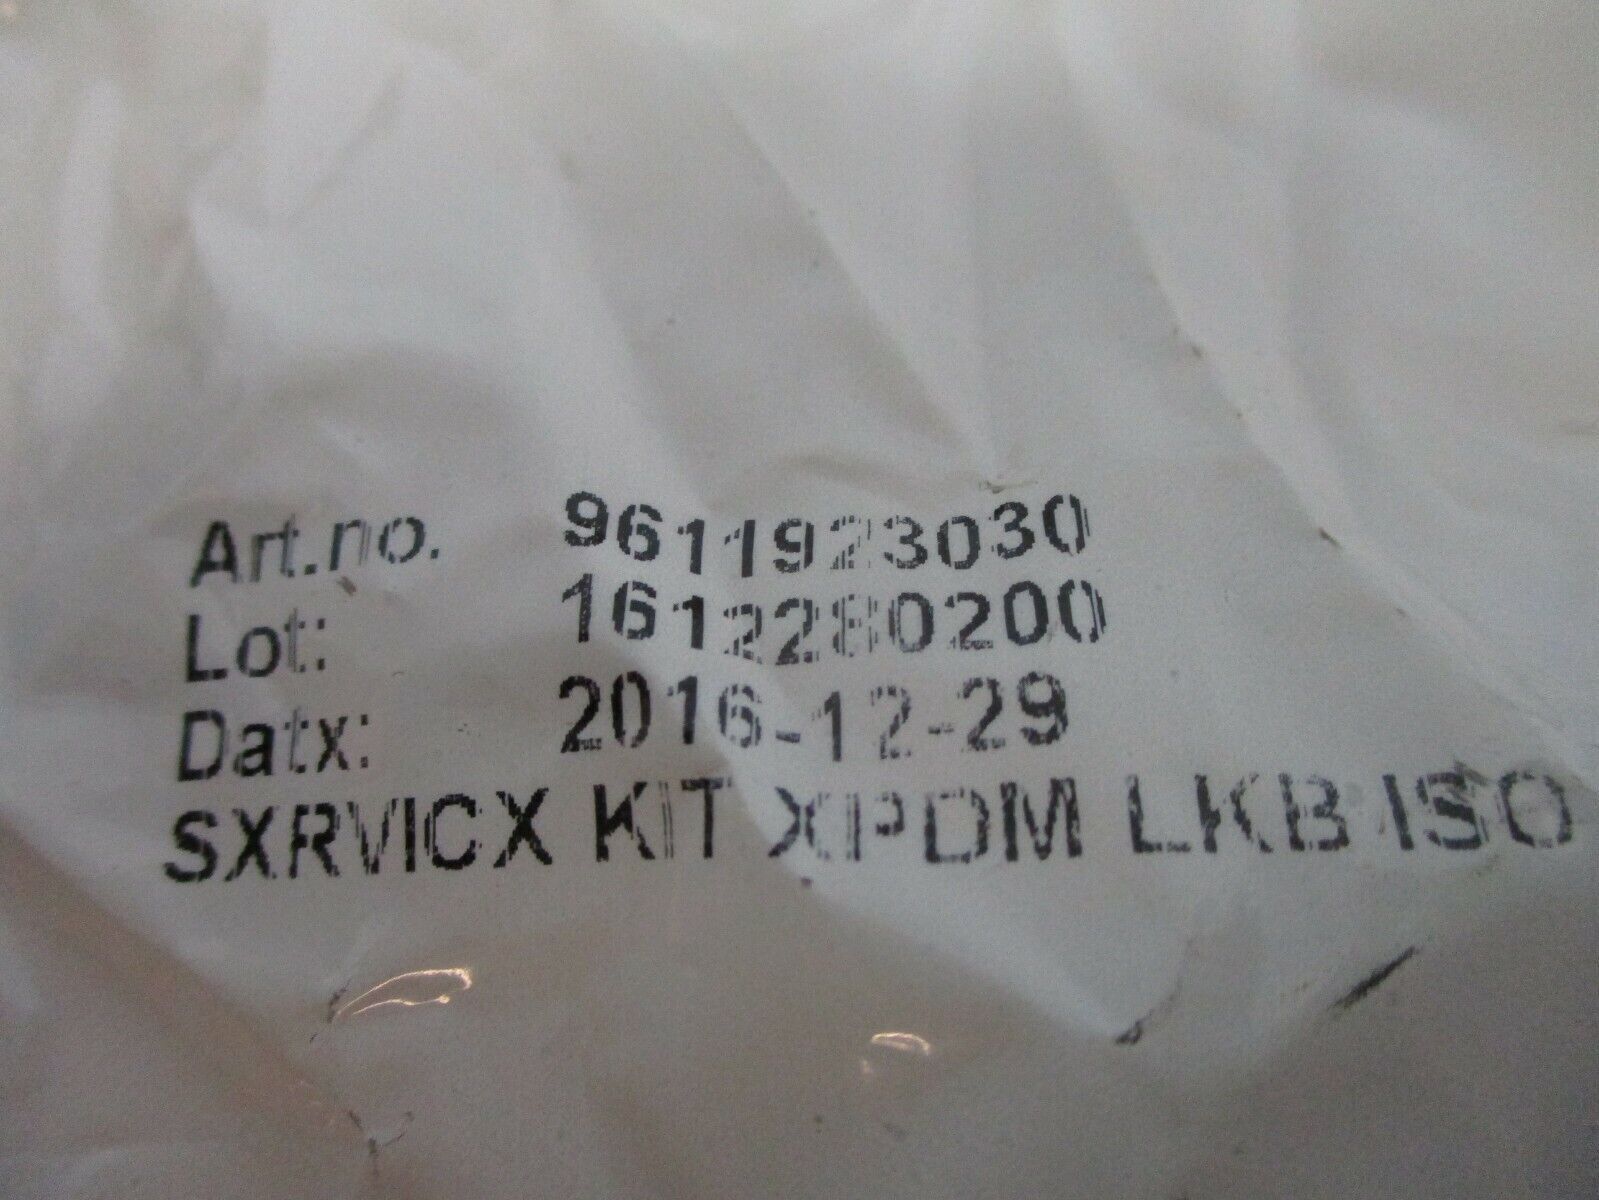 Art.no. 9611923030
Lot: 1612280200
Datx: 2016-12-29
SXRVICX KIT XPDM LKB ISO